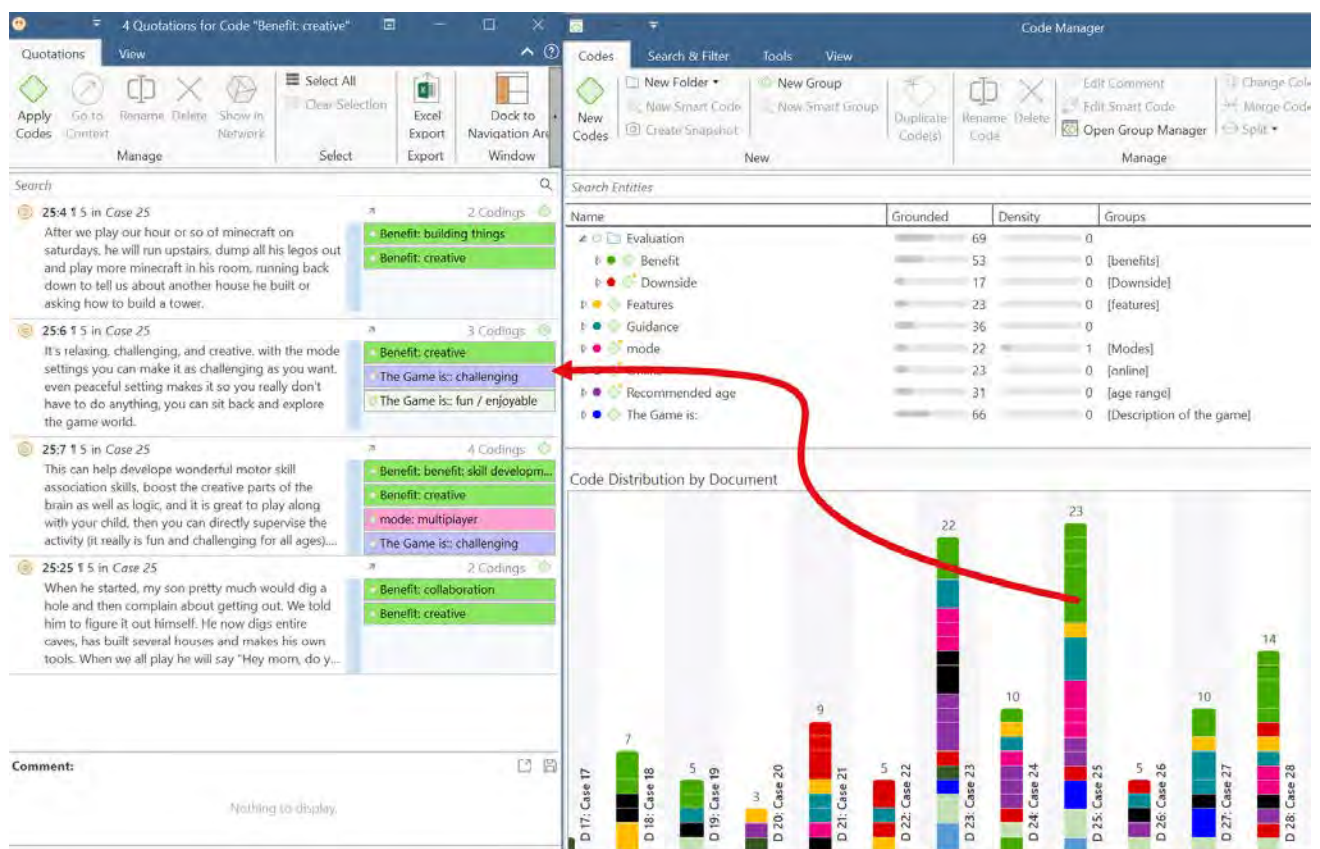 4 Quotations for Code "Benefit: creative"
Quotations View
Apply Codes
Go to Context
Rename Delete
Show in Network
Select All
Clear Selection
Excel Export
Dock to Navigation Are
Manage Select Export Window
Search
25:4 ¶ 5 in Case 25
2 Codings
After we play our hour or so of minecraft on
saturdays, he will run upstairs, dump all his legos out
and play more minecraft in his room, running back
down to tell us about another house he built or
asking how to build a tower.
Benefit: building things
Benefit: creative
25:6 ¶ 5 in Case 25
3 Codings
It's relaxing, challenging, and creative. with the mode
settings you can make it as challenging as you want.
even peaceful setting makes it so you really don't
have to do anything, you can sit back and explore
the game world.
Benefit: creative
The Game is:: challenging
The Game is:: fun / enjoyable
25:7 ¶ 5 in Case 25
4 Codings
This can help develope wonderful motor skill
association skills, boost the creative parts of the
brain as well as logic, and it is great to play along
with your child, then you can directly supervise the
activity (it really is fun and challenging for all ages)....
Benefit: benefit: skill developm...
Benefit: creative
mode: multiplayer
The Game is:: challenging
25:25 ¶ 5 in Case 25
2 Codings
When he started, my son pretty much would dig a
hole and then complain about getting out. We told
him to figure it out himself. He now digs entire
caves, has built several houses and makes his own
tools. When we all play he will say "Hey mom, do y...
Benefit: collaboration
Benefit: creative
Comment:
Nothing to display.
Code Manager
Codes Search & Filter Tools View
New Codes
New Folder
New Smart Code
Create Snapshot
New Group
New Smart Group
Duplicate Code(s)
Rename Code
Delete
Edit Comment
Edit Smart Code
Open Group Manager
Change Col
Merge Code
Split
New Manage
Search Entities
Name Grounded Density Groups
Evaluation 69 0
Benefit 53 0 [benefits]
Downside 17 0 [Downside]
Features 23 0 [features]
Guidance 36 0
mode 22 1 [Modes]
23 0 [online]
Recommended age 31 0 [age range]
The Game is: 66 0 [Description of the game]
Code Distribution by Document
7
5
3
9
5
22
10
23
5
10
14
D 17: Case 17
D 18: Case 18
D 19: Case 19
D 20: Case 20
D 21: Case 21
D 22: Case 22
D 23: Case 23
D 24: Case 24
D 25: Case 25
D 26: Case 26
D 27: Case 27
D 28: Case 28